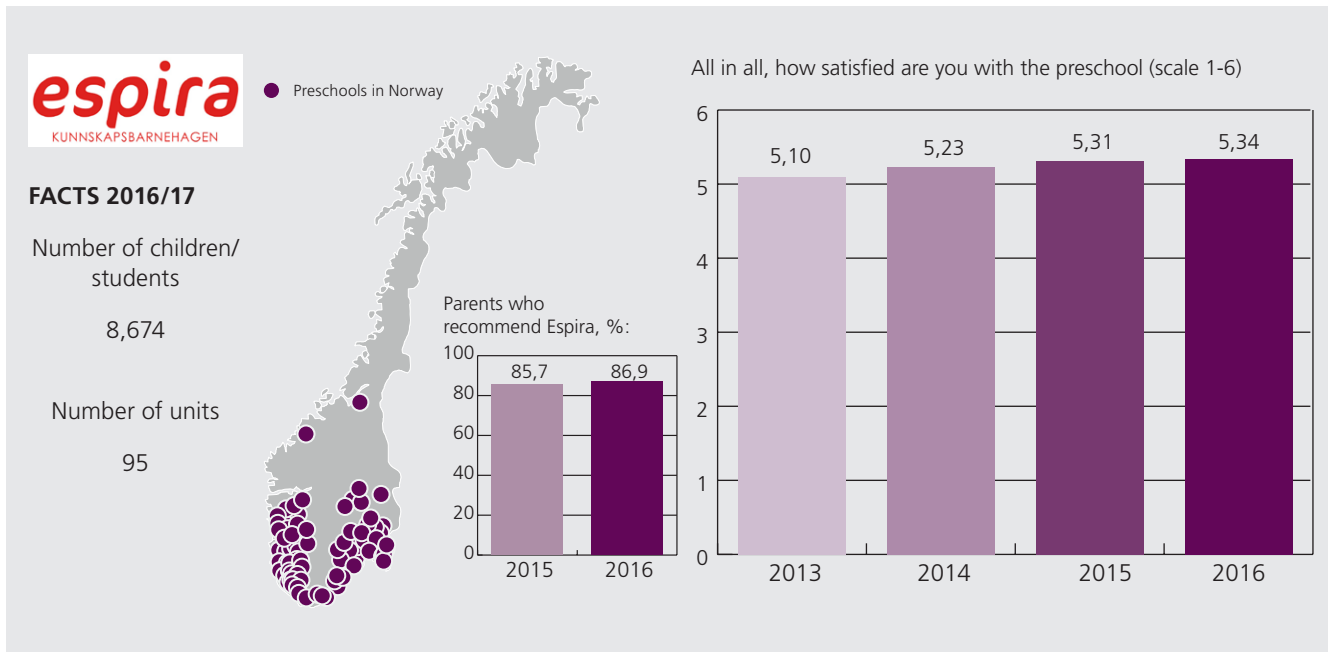 espira
KUNNSKAPSBARNEHAGEN
FACTS 2016/17
Number of children/
students
8,674
Number of units
95
Preschools in Norway
Parents who
recommend Espira, %:
100
80
60
40
20
0
85,7
86,9
2015
2016
All in all, how satisfied are you with the preschool (scale 1-6)
6
5
4
3
2
1
0
5,10
5,23
5,31
5,34
2013
2014
2015
2016